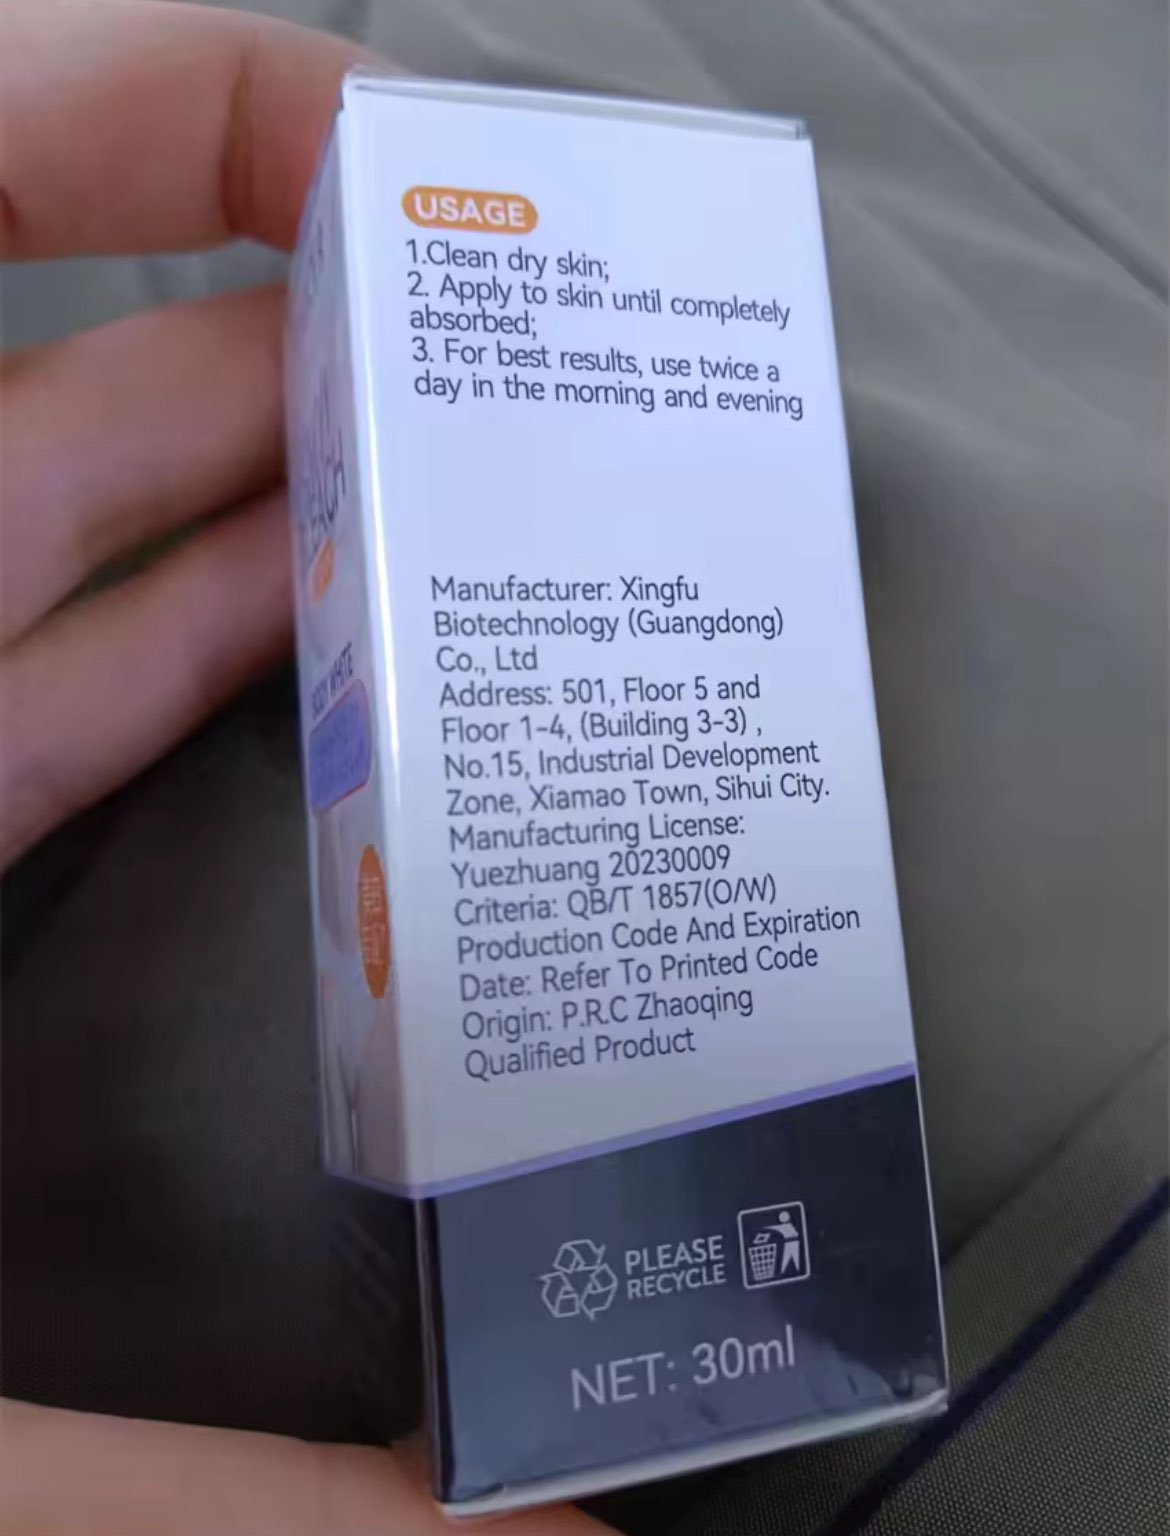 USAGE
1.Clean dry skin;
2. Apply to skin until completely
absorbed;
3. For best results, use twice a
day in the morning and evening
Manufacturer: Xingfu
Biotechnology (Guangdong)
Co., Ltd
Address: 501, Floor 5 and
Floor 1-4, (Building 3-3) ,
No.15, Industrial Development
Zone, Xiamao Town, Sihui City.
Manufacturing License:
Yuezhuang 20230009
Criteria: QB/T 1857(O/W)
Production Code And Expiration
Date: Refer To Printed Code
Origin: P.R.C Zhaoqing
Qualified Product
PLEASE
RECYCLE
NET: 30ml
BODY WHITE